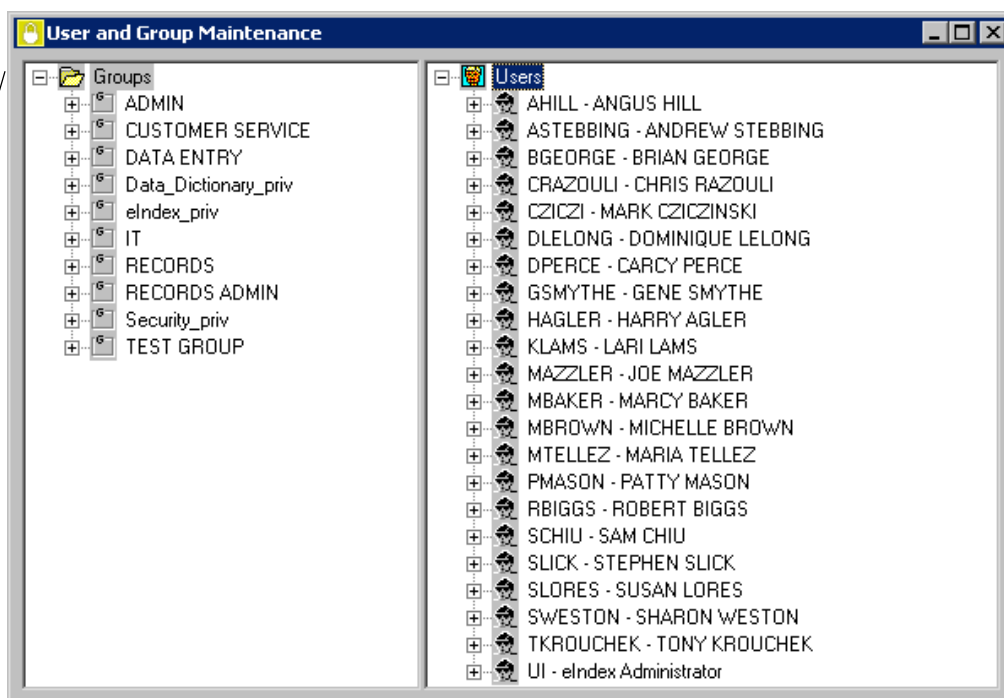 User and Group Maintenance
Groups
ADMIN
CUSTOMER SERVICE
DATA ENTRY
Data_Dictionary_priv
eIndex_priv
IT
RECORDS
RECORDS ADMIN
Security_priv
TEST GROUP
Users
AHILL - ANGUS HILL
ASTEBBING - ANDREW STEBBING
BGEORGE - BRIAN GEORGE
CRAZOULI - CHRIS RAZOULI
CZICZI - MARK CZICZINSKI
DLELONG - DOMINIQUE LELONG
DPERCE - CARCY PERCE
GSMYTHE - GENE SMYTHE
HAGLER - HARRY AGLER
KLAMS - LARI LAMS
MAZZLER - JOE MAZZLER
MBAKER - MARCY BAKER
MBROWN - MICHELLE BROWN
MTELLEZ - MARIA TELLEZ
PMASON - PATTY MASON
RBIGGS - ROBERT BIGGS
SCHIU - SAM CHIU
SLICK - STEPHEN SLICK
SLORES - SUSAN LORES
SWESTON - SHARON WESTON
TKROUCHEK - TONY KROUCHEK
UI - eIndex Administrator